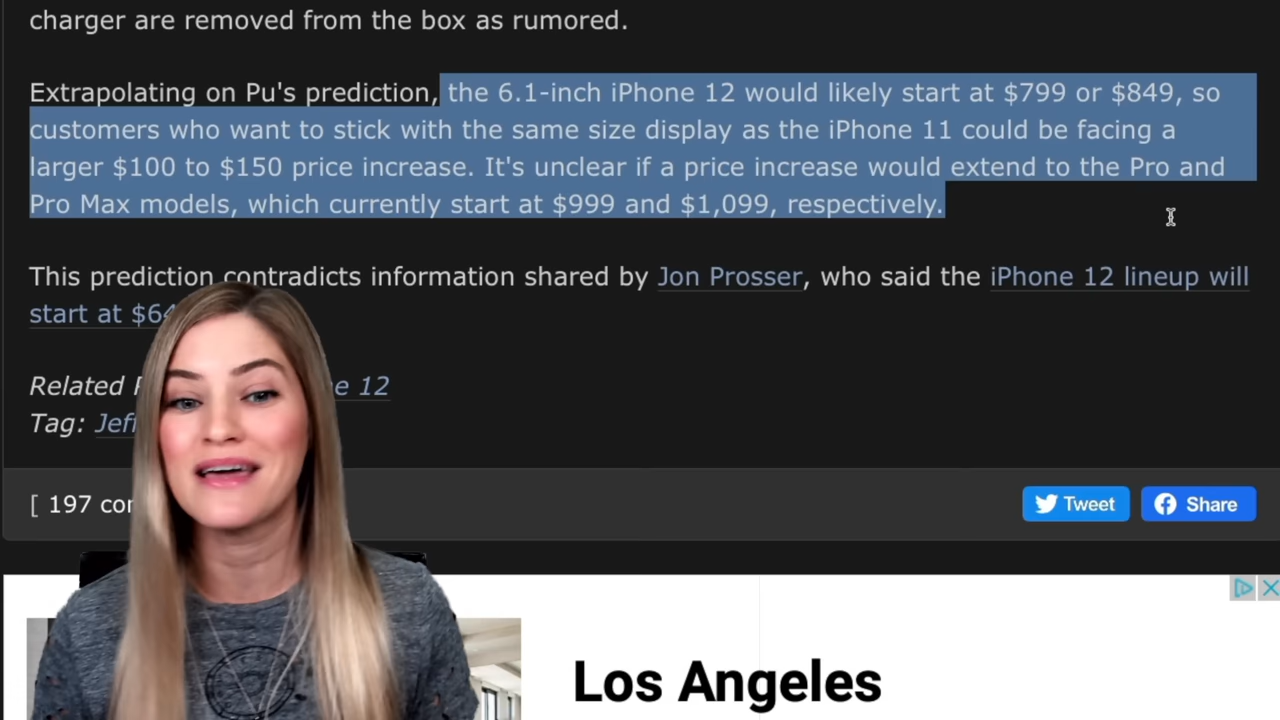 charger are removed from the box as rumored.
Extrapolating on Pu's prediction, the 6.1-inch iPhone 12 would likely start at $799 or $849, so
customers who want to stick with the same size display as the iPhone 11 could be facing a
larger $100 to $150 price increase. It's unclear if a price increase would extend to the Pro and
Pro Max models, which currently start at $999 and $1,099, respectively.
This prediction contradicts information shared by Jon Prosser, who said the iPhone 12 lineup will
start at
Related 12
Tag:
[ 197
Tweet Share
Los Angeles